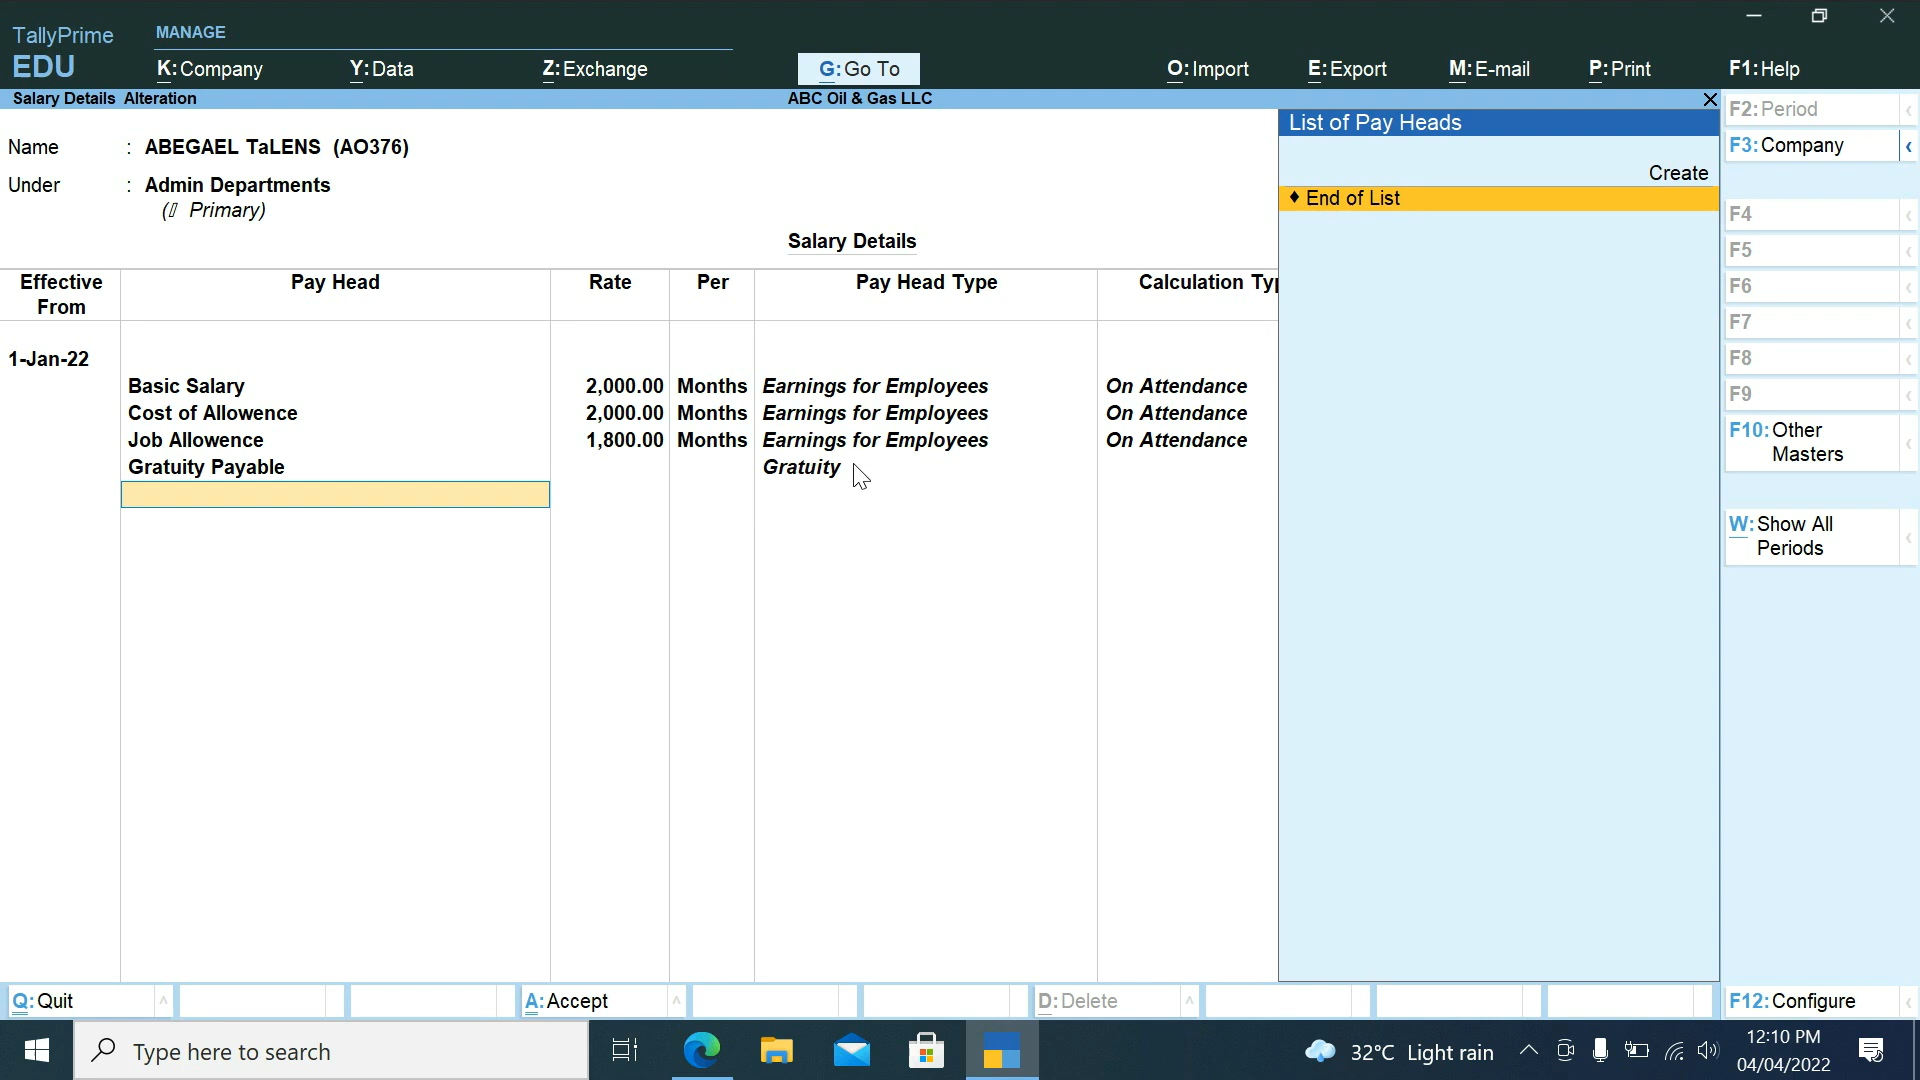 TallyPrime
EDU
MANAGE
K: Company
Y: Data
Z: Exchange
G: Go To
O: Import
E: Export
M: E-mail
P: Print
F1: Help
Salary Details Alteration
ABC Oil & Gas LLC
Name : ABEGAEL TaLENS (AO376)
Under : Admin Departments
( Primary)
Salary Details
Effective From Pay Head Rate Per Pay Head Type Calculation Typ
1-Jan-22
Basic Salary 2,000.00 Months Earnings for Employees On Attendance
Cost of Allowence 2,000.00 Months Earnings for Employees On Attendance
Job Allowence 1,800.00 Months Earnings for Employees On Attendance
Gratuity Payable Gratuity
List of Pay Heads
Create
♦ End of List
F2: Period
F3: Company
F4
F5
F6
F7
F8
F9
F10: Other
Masters
W: Show All
Periods
Q: Quit
A: Accept
D: Delete
F12: Configure
Type here to search
32°C Light rain
12:10 PM
04/04/2022